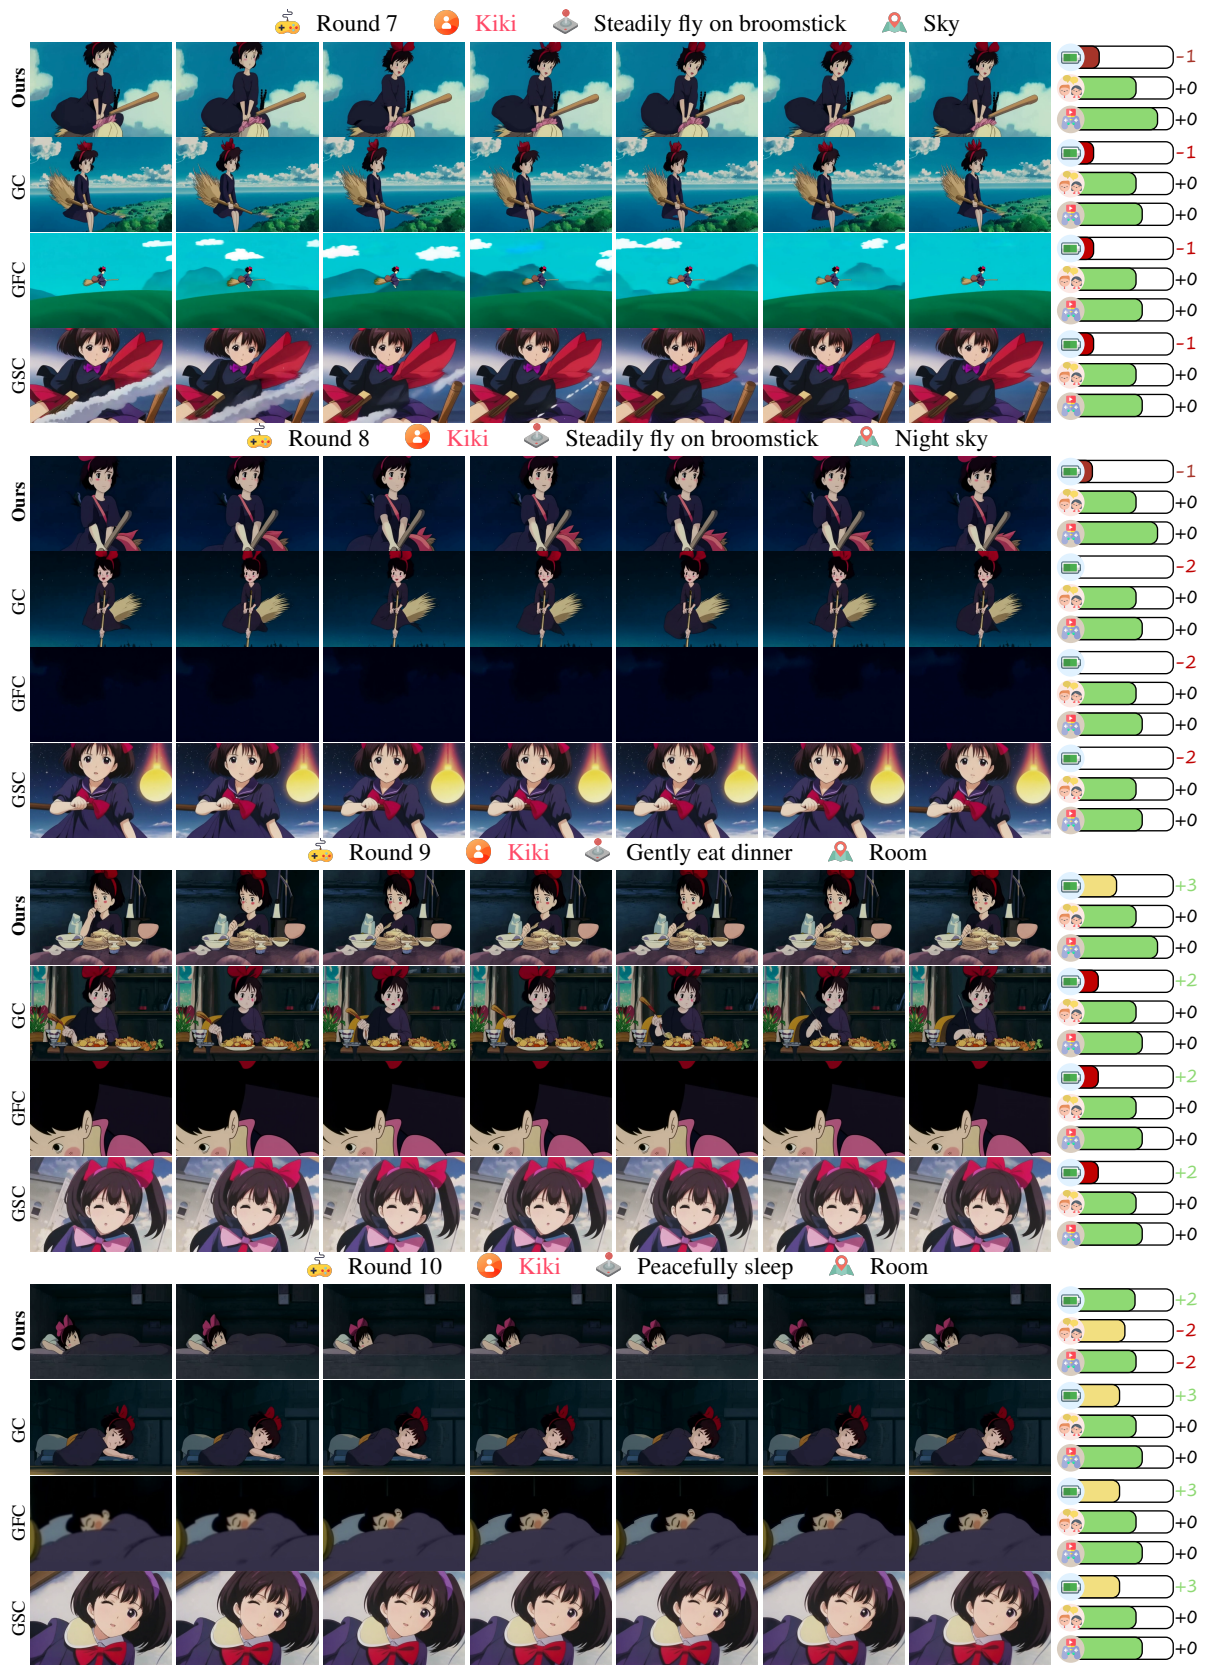 Round 7 Kiki Steadily fly on broomstick Sky
Ours
-1
+0
+0
GC
-1
+0
+0
GFC
-1
+0
+0
GSC
-1
+0
+0
Round 8 Kiki Steadily fly on broomstick Night sky
Ours
-1
+0
+0
GC
-2
+0
+0
GFC
-2
+0
+0
GSC
-2
+0
+0
Round 9 Kiki Gently eat dinner Room
Ours
+3
+0
+0
GC
+2
+0
+0
GFC
+2
+0
+0
GSC
+2
+0
+0
Round 10 Kiki Peacefully sleep Room
Ours
+2
-2
-2
GC
+3
+0
+0
GFC
+3
+0
+0
GSC
+3
+0
+0